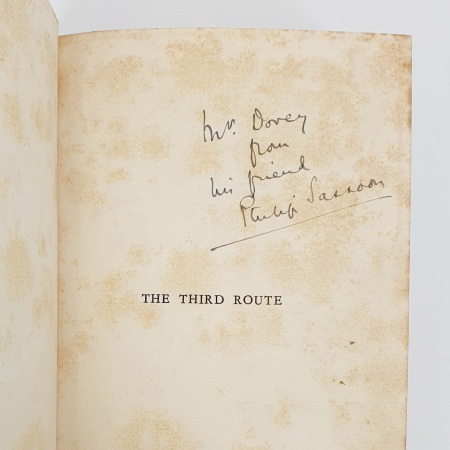 Mr. Dovey
from
his friend
Philip Sassoon
THE THIRD ROUTE